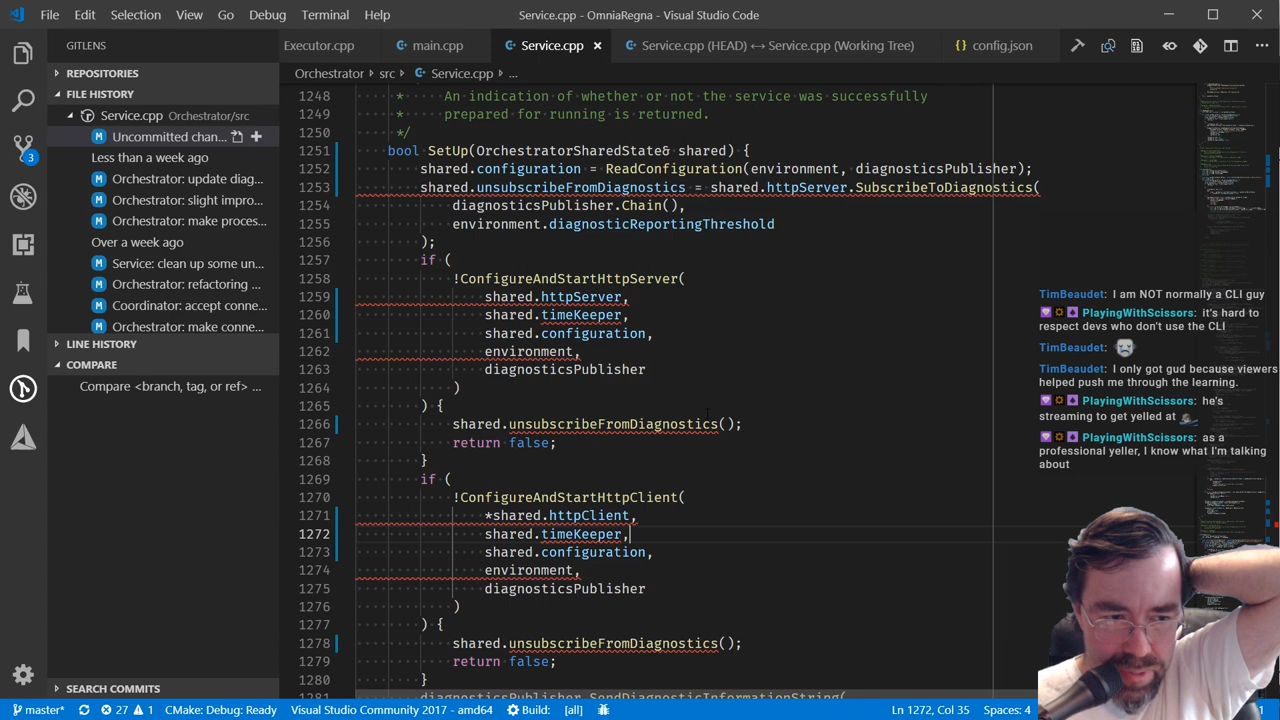 File Edit Selection View Go Debug Terminal Help
Service.cpp - OmniaRegna - Visual Studio Code
GITLENS
Executor.cpp
main.cpp
Service.cpp
Service.cpp (HEAD) ↔ Service.cpp (Working Tree)
config.json
REPOSITORIES
FILE HISTORY
Service.cpp Orchestrator/src
Uncommitted chan...
Less than a week ago
Orchestrator: update diag...
Orchestrator: slight impro...
Orchestrator: make proces...
Over a week ago
Service: clean up some un...
Orchestrator: refactoring ...
Coordinator: accept conne...
Orchestrator: make conne...
LINE HISTORY
COMPARE
Compare <branch, tag, or ref> ...
SEARCH COMMITS
3
Orchestrator > src > Service.cpp > ...
1248 * An indication of whether or not the service was successfully
1249 * prepared for running is returned.
1250 */
1251 bool SetUp(OrchestratorSharedState& shared) {
1252 shared.configuration = ReadConfiguration(environment, diagnosticsPublisher);
1253 shared.unsubscribeFromDiagnostics = shared.httpServer.SubscribeToDiagnostics(
1254 diagnosticsPublisher.Chain(),
1255 environment.diagnosticReportingThreshold
1256 );
1257 if (
1258 !ConfigureAndStartHttpServer(
1259 shared.httpServer,
1260 shared.timeKeeper,
1261 shared.configuration,
1262 environment,
1263 diagnosticsPublisher
1264 )
1265 ) {
1266 shared.unsubscribeFromDiagnostics();
1267 return false;
1268 }
1269 if (
1270 !ConfigureAndStartHttpClient(
1271 *shared.httpClient,
1272 shared.timeKeeper,
1273 shared.configuration,
1274 environment,
1275 diagnosticsPublisher
1276 )
1277 ) {
1278 shared.unsubscribeFromDiagnostics();
1279 return false;
1280 }
1281 diagnosticsPublisher.SendDiagnosticInformationString(
TimBeaudet: I am NOT normally a CLI guy
PlayingWithScissors: it's hard to
respect devs who don't use the CLI
TimBeaudet:
TimBeaudet: I only got gud because viewers
helped push me through the learning.
PlayingWithScissors: he's
streaming to get yelled at
PlayingWithScissors: as a
professional yeller, I know what I'm talking
about
master* 27 1 CMake: Debug: Ready Visual Studio Community 2017 - amd64 Build: [all] Ln 1272, Col 35 Spaces: 4